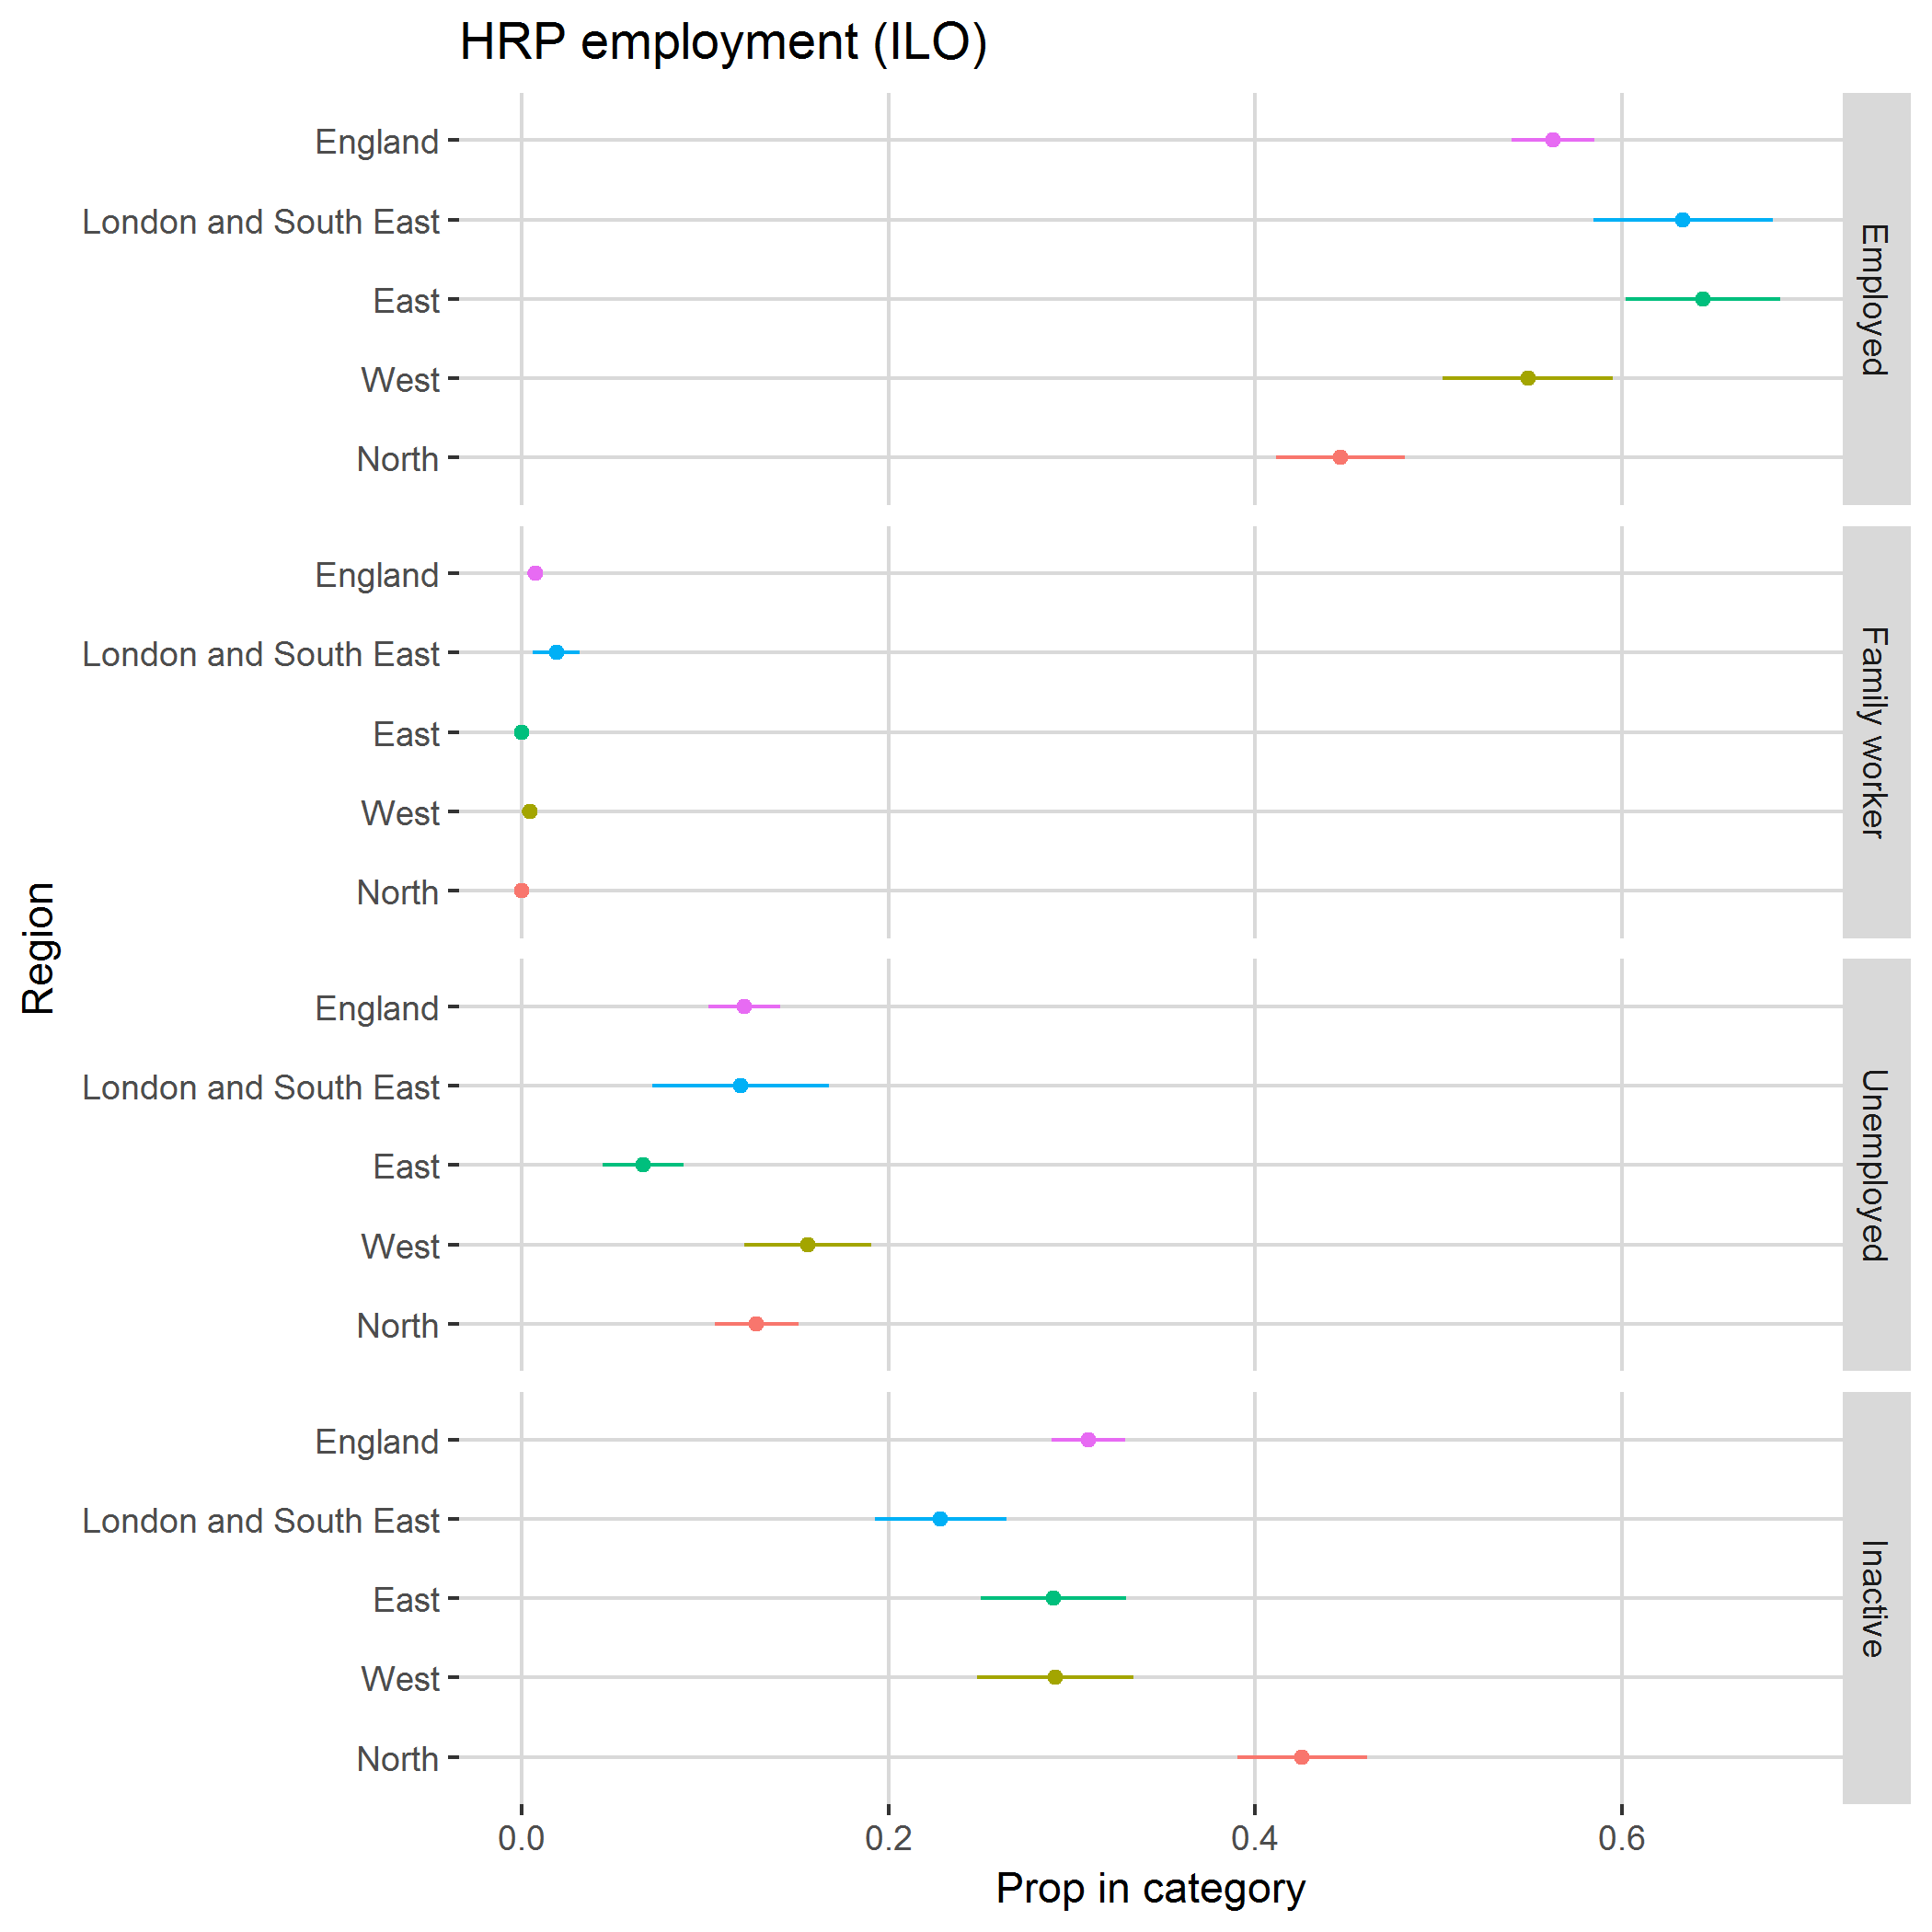 HRP employment (ILO)
Region
England
London and South East
East
West
North
Employed
England
London and South East
East
West
North
Family worker
England
London and South East
East
West
North
Unemployed
England
London and South East
East
West
North
Inactive
0.0
0.2
0.4
0.6
Prop in category